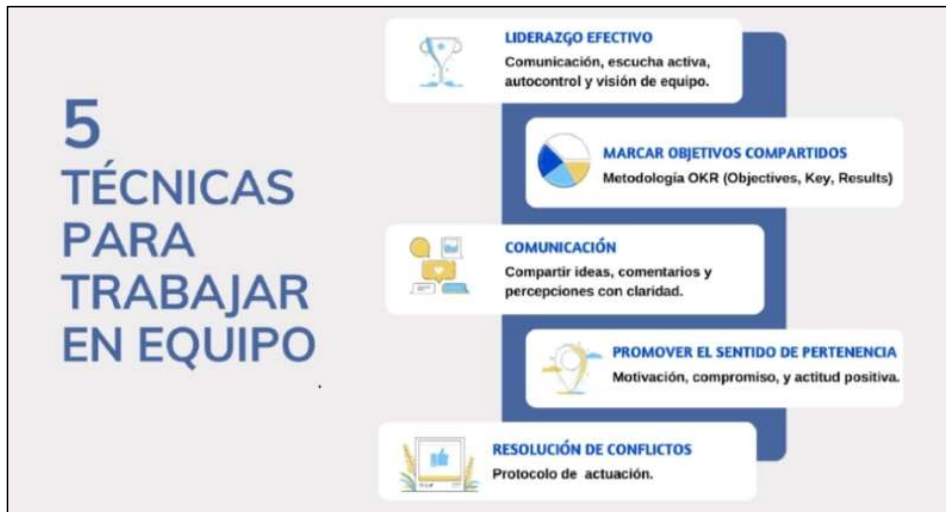 5
TÉCNICAS
PARA
TRABAJAR
EN EQUIPO
LIDERAZGO EFECTIVO
Comunicación, escucha activa,
autocontrol y visión de equipo.
MARCAR OBJETIVOS COMPARTIDOS
Metodología OKR (Objectives, Key, Results)
COMUNICACIÓN
Compartir ideas, comentarios y
percepciones con claridad.
PROMOVER EL SENTIDO DE PERTENENCIA
Motivación, compromiso, y actitud positiva.
RESOLUCIÓN DE CONFLICTOS
Protocolo de actuación.